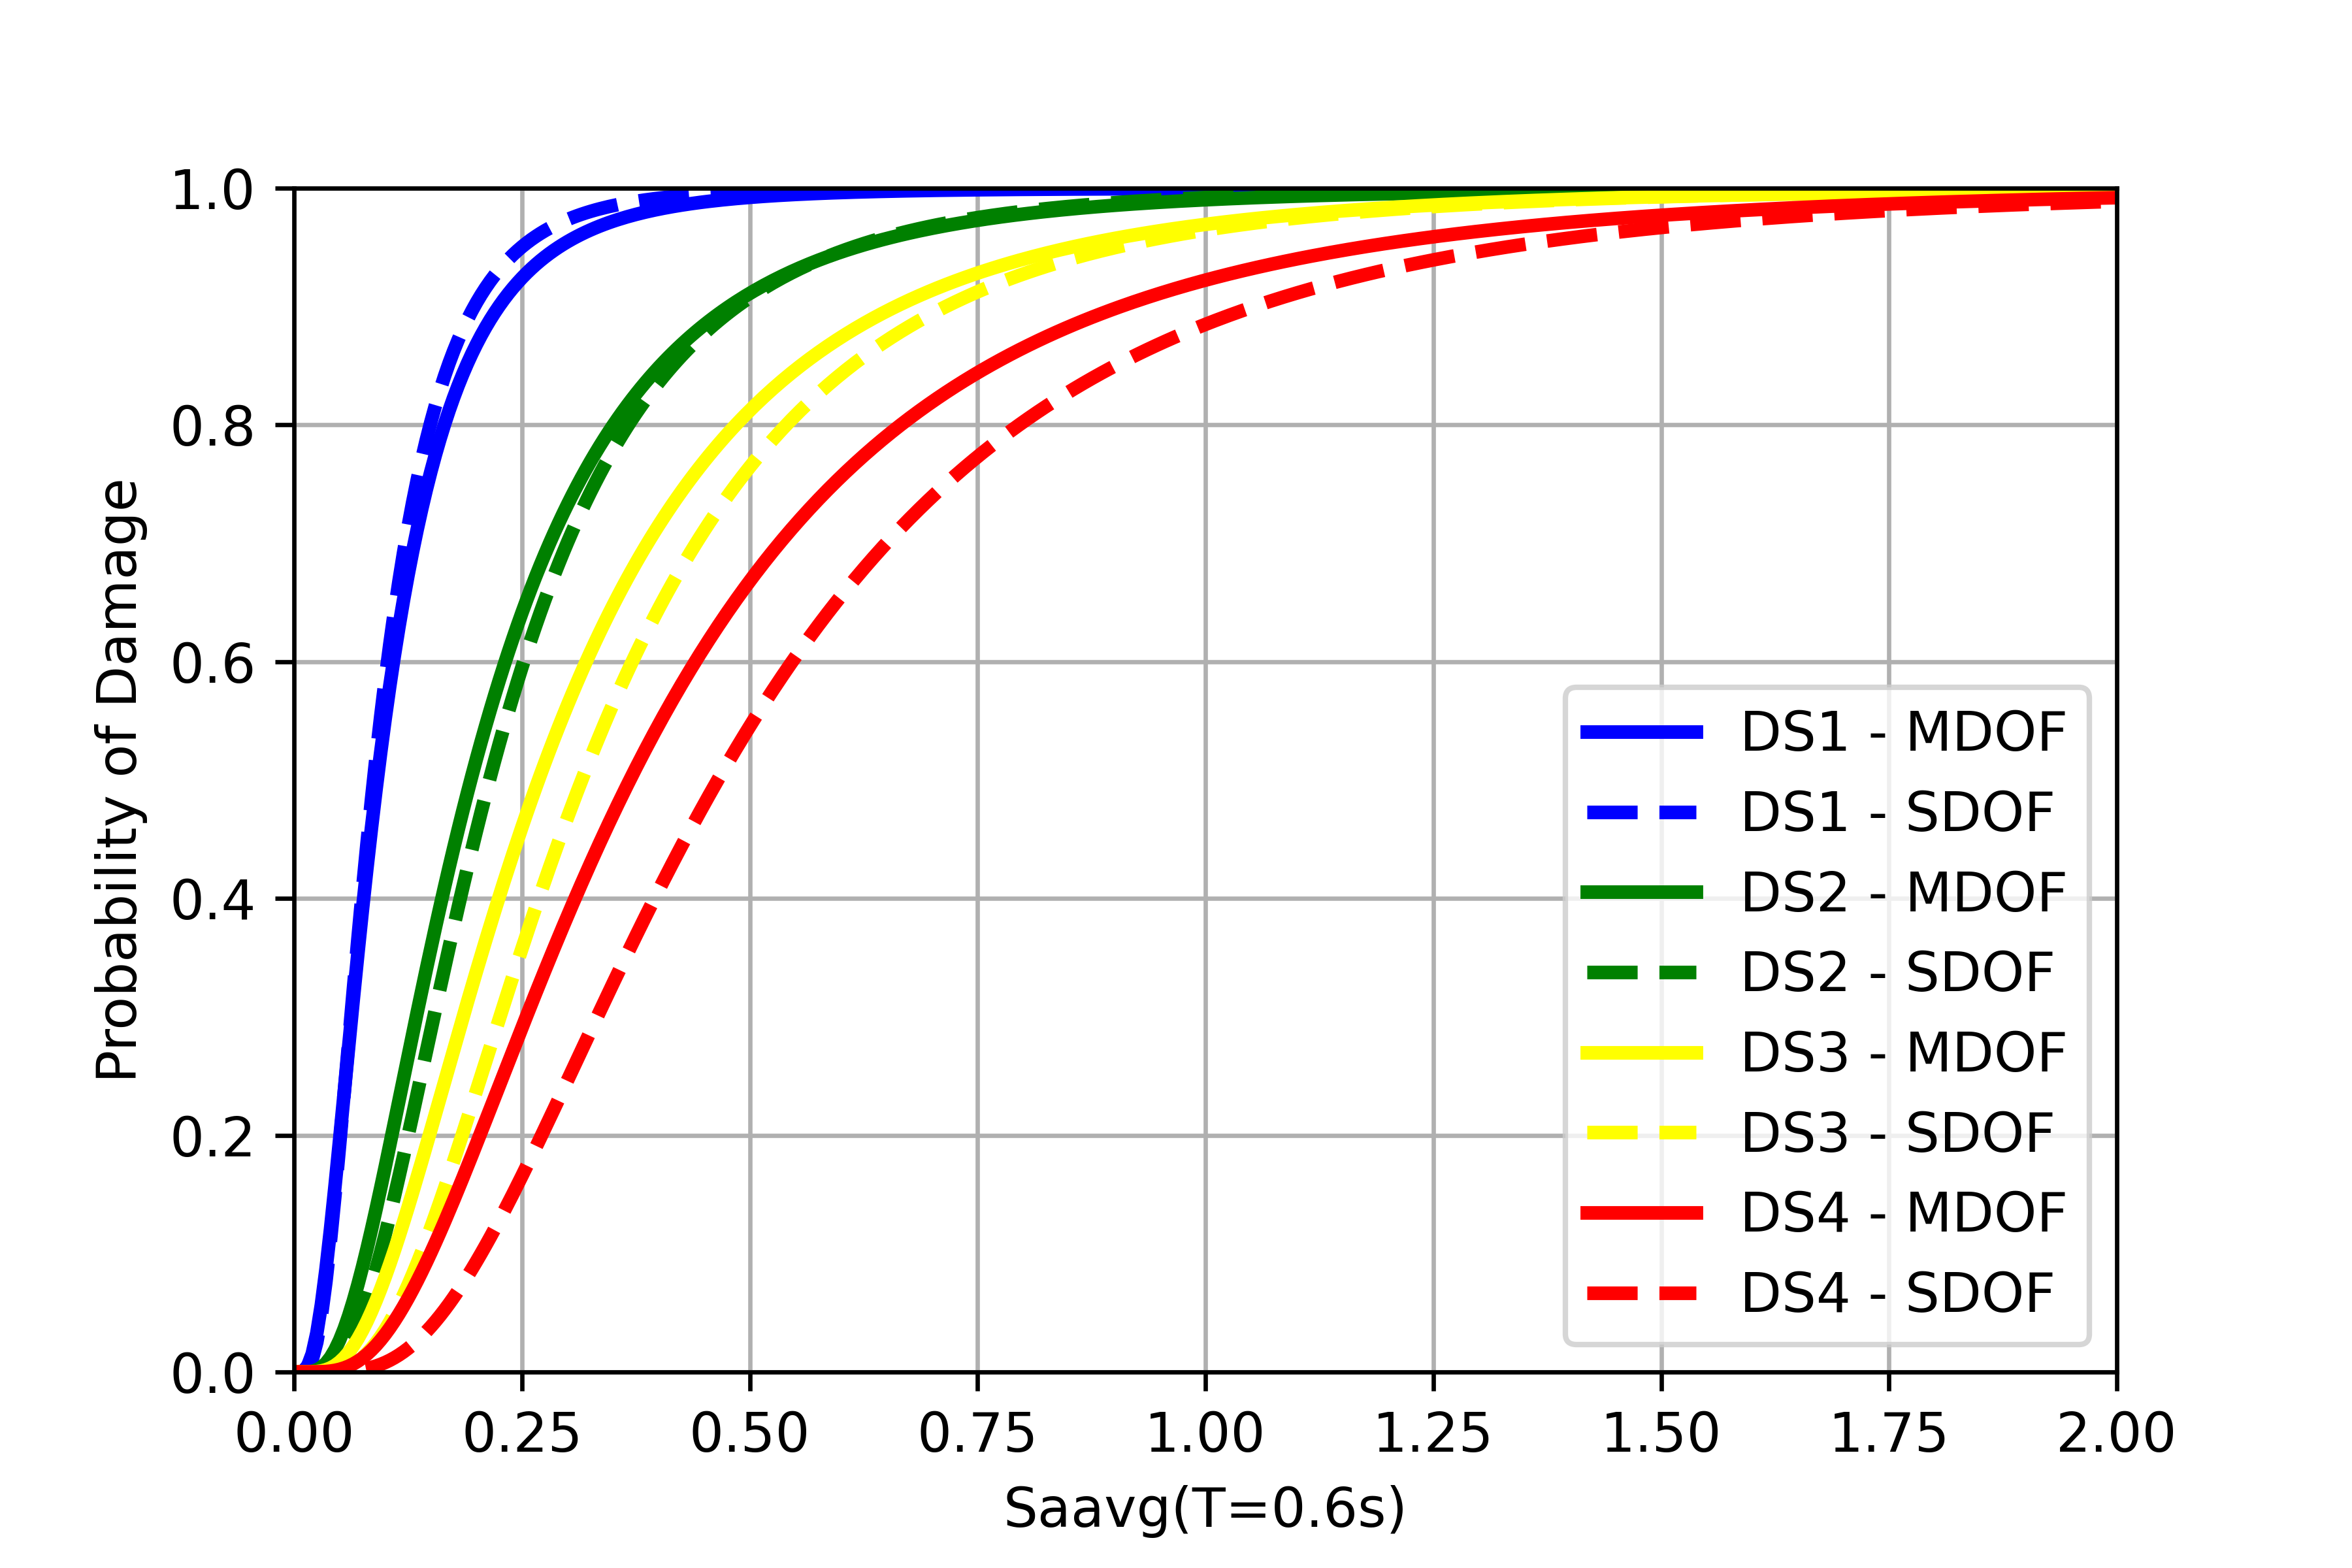 1.0
0.8
0.6
0.4
0.2
0.0
Probability of Damage
0.00 0.25 0.50 0.75 1.00 1.25 1.50 1.75 2.00
Saavg(T=0.6s)
DS1 - MDOF
DS1 - SDOF
DS2 - MDOF
DS2 - SDOF
DS3 - MDOF
DS3 - SDOF
DS4 - MDOF
DS4 - SDOF